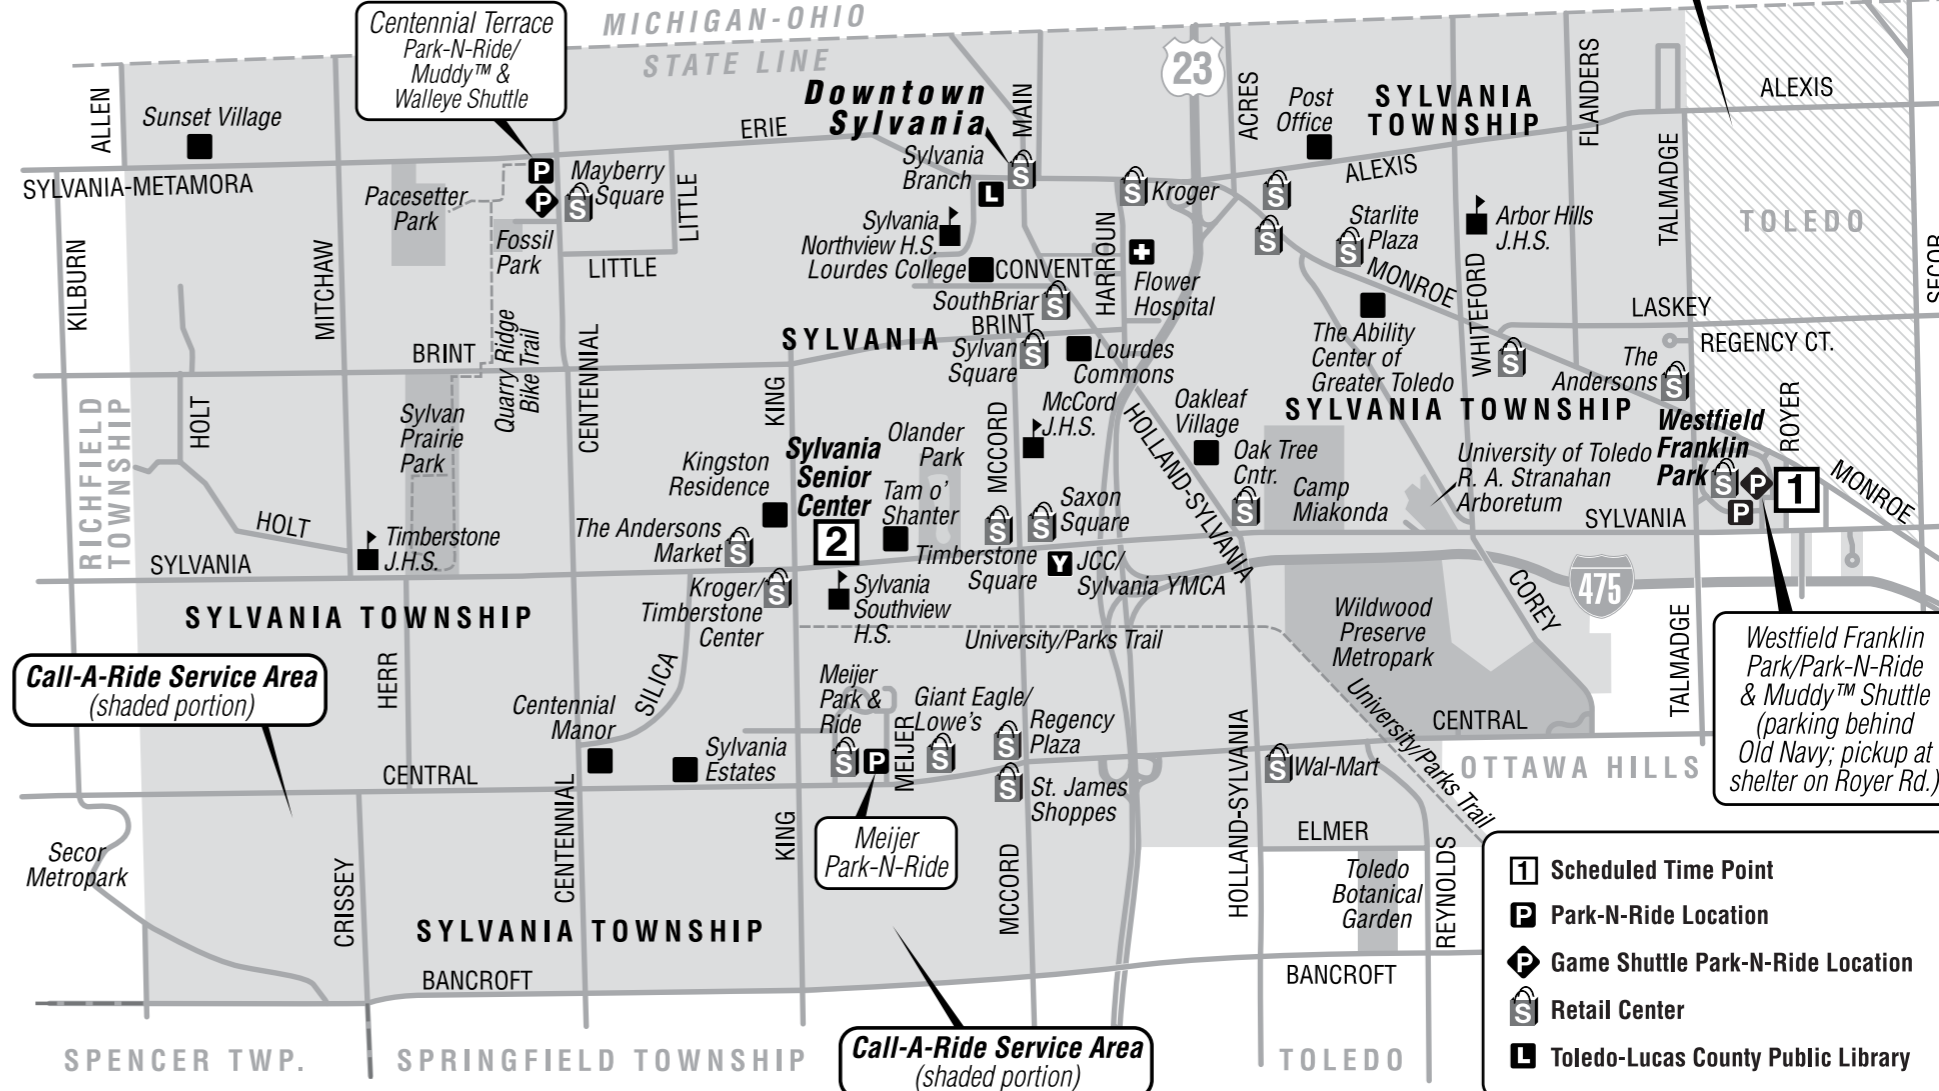 Centennial Terrace
Park-N-Ride/
Muddy™ &
Walleye Shuttle
MICHIGAN-OHIO
STATE LINE
23
ALLEN
Sunset Village
SYLVANIA-METAMORA
Pacesetter
Park
P
P
Mayberry
Square
S
Fossil
Park
ERIE
LITTLE
LITTLE
Downtown
Sylvania
MAIN
Sylvania
Branch
L
S
Sylvania
Northview H.S.
Lourdes College
CONVENT
SouthBriar
S
BRINT
S
Kroger
HARROUN
Flower
Hospital
ACRES
Post
Office
SYLVANIA
TOWNSHIP
ALEXIS
S
S
Starlite
Plaza
S
MONROE
Arbor Hills
J.H.S.
FLANDERS
TALMADGE
ALEXIS
TOLEDO
SECOR
KILBURN
MITCHAW
Quarry Ridge
Bike Trail
BRINT
CENTENNIAL
SYLVANIA
Sylvan
Square
S
Lourdes
Commons
The Ability
Center of
Greater Toledo
WHITEFORD
S
LASKEY
REGENCY CT.
The
Andersons
S
RICHFIELD
TOWNSHIP
HOLT
Sylvan
Prairie
Park
KING
McCord
J.H.S.
MCCORD
HOLLAND-SYLVANIA
Oakleaf
Village
Oak Tree
Cntr.
S
SYLVANIA TOWNSHIP
Camp
Miakonda
University of Toledo
R. A. Stranahan
Arboretum
Westfield
Franklin
Park
S
P
1
P
ROYER
MONROE
SYLVANIA
HOLT
Timberstone
J.H.S.
SYLVANIA
Kingston
Residence
The Andersons
Market
S
Sylvania
Senior
Center
2
Olander
Park
Tam o’
Shanter
Saxon
Square
S
S
Timberstone
Square
Y
JCC/
Sylvania YMCA
Kroger/
Timberstone
Center
S
Sylvania
Southview
H.S.
University/Parks Trail
475
COREY
Wildwood
Preserve
Metropark
TALMADGE
Westfield Franklin
Park/Park-N-Ride
& Muddy™ Shuttle
(parking behind
Old Navy; pickup at
shelter on Royer Rd.)
SYLVANIA TOWNSHIP
Call-A-Ride Service Area
(shaded portion)
HERR
SILICA
Centennial
Manor
Sylvania
Estates
CENTRAL
Meijer
Park &
Ride
S
P
MEIJER
Giant Eagle/
Lowe's
S
Regency
Plaza
S
St. James
Shoppes
S
HOLLAND-SYLVANIA
S
Wal-Mart
CENTRAL
University/Parks Trail
OTTAWA HILLS
Secor
Metropark
CRISSEY
CENTENNIAL
KING
Meijer
Park-N-Ride
MCCORD
ELMER
Toledo
Botanical
Garden
REYNOLDS
SYLVANIA TOWNSHIP
BANCROFT
BANCROFT
Call-A-Ride Service Area
(shaded portion)
SPENCER TWP.
SPRINGFIELD TOWNSHIP
TOLEDO
1 Scheduled Time Point
P Park-N-Ride Location
P Game Shuttle Park-N-Ride Location
S Retail Center
L Toledo-Lucas County Public Library